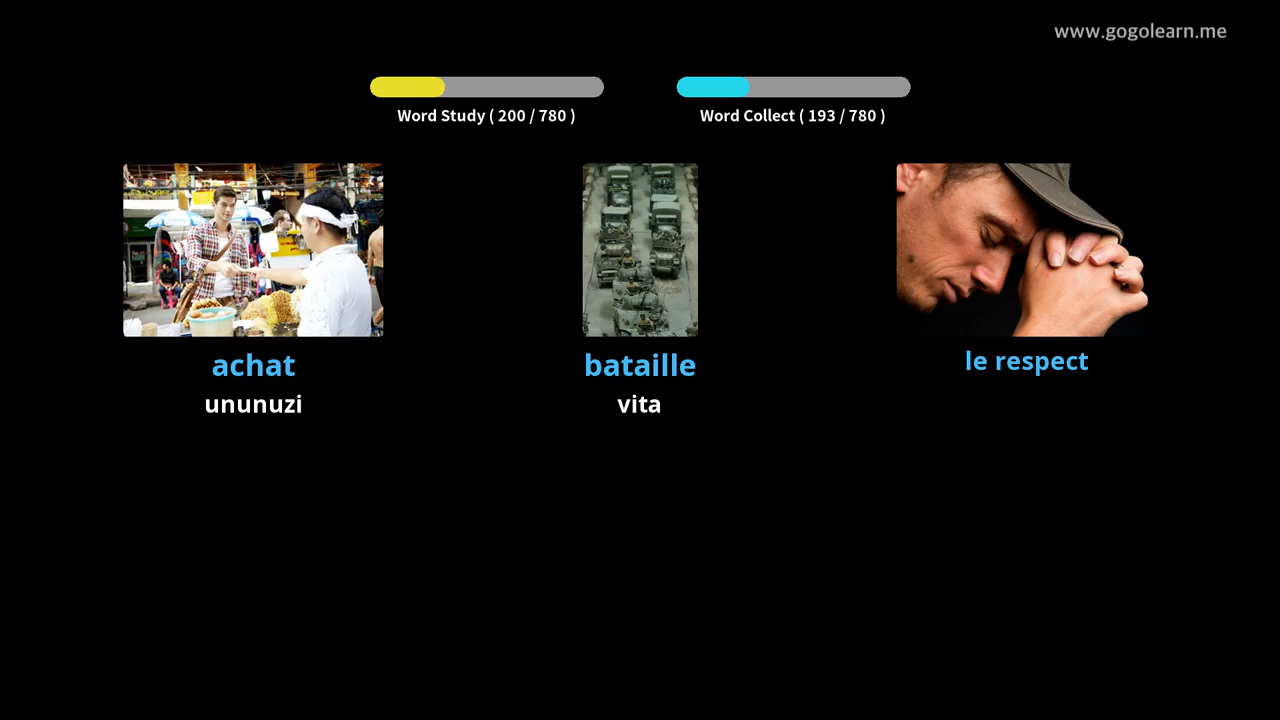 www.gogolearn.me
Word Study ( 200 / 780 )
Word Collect ( 193 / 780 )
achat
bataille
le respect
ununuzi
vita